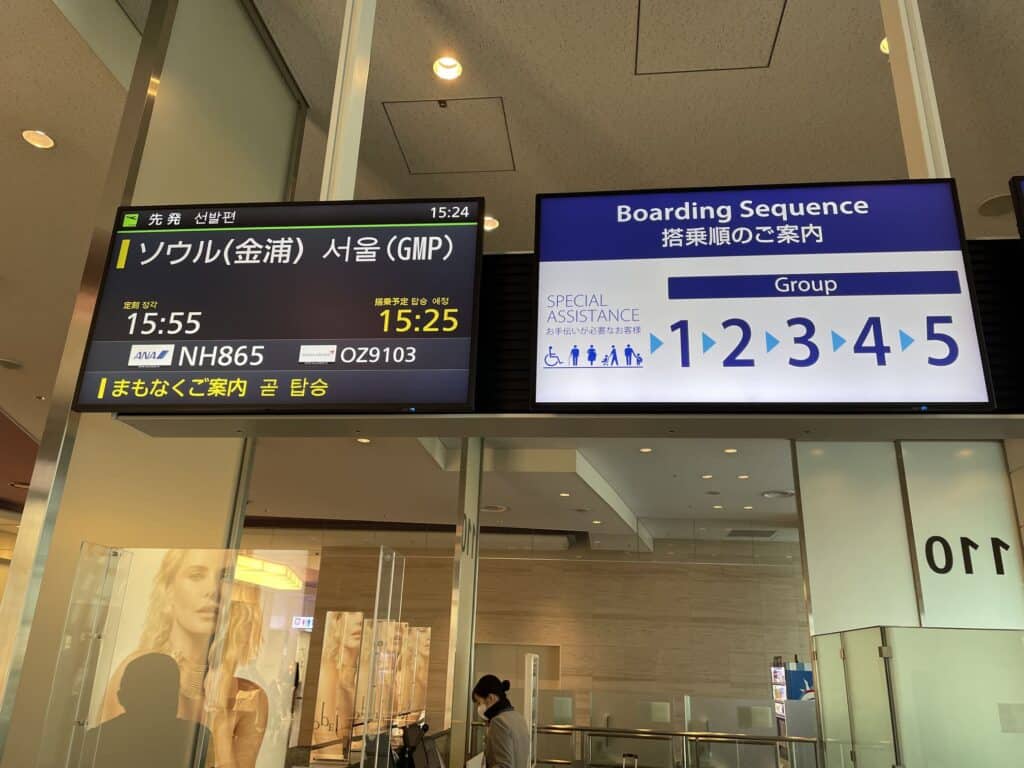 先発 선발편 15:24
ソウル(金浦) 서울(GMP)
定刻 정각 搭乗予定 탑승 예정
15:55 15:25
ANA NH865 OZ9103
まもなくご案内 곧 탑승
Boarding Sequence
搭乗順のご案内
Group
SPECIAL
ASSISTANCE
お手伝いが必要なお客様
1 2 3 4 5
110
110